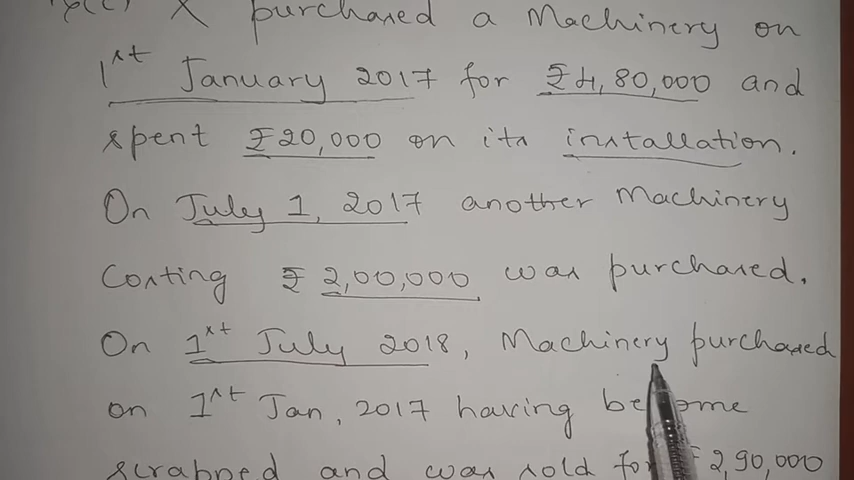 X purchased a Machinery on
1st January 2017 for ₹4,80,000 and
spent ₹20,000 on its installation.
On July 1, 2017 another Machinery
Costing ₹ 2,00,000 was purchased.
On 1st July 2018, Machinery purchased
on 1st Jan, 2017 having become
scrapped and was sold for ₹2,90,000